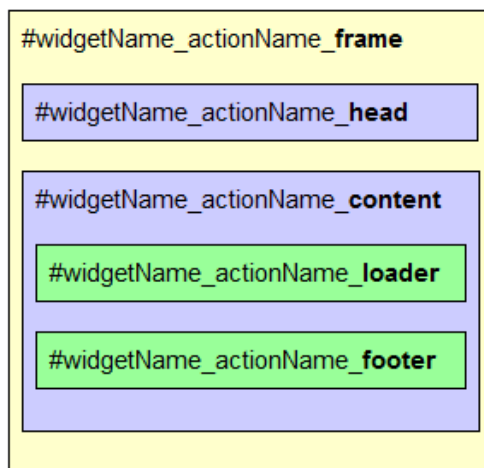 #widgetName_actionName_frame
#widgetName_actionName_head
#widgetName_actionName_content
#widgetName_actionName_loader
#widgetName_actionName_footer